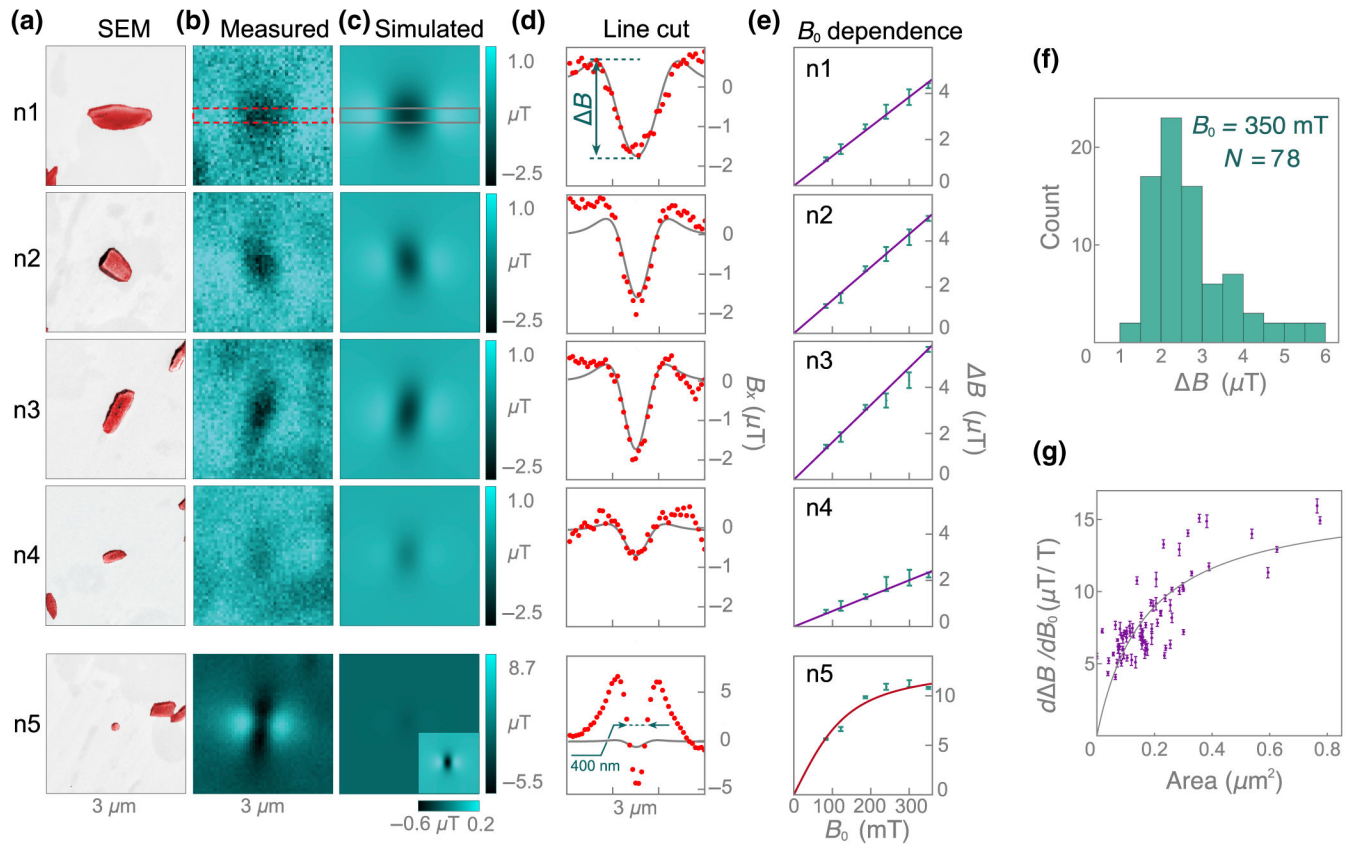 (a) SEM
(b) Measured
(c) Simulated
(d) Line cut
(e) B₀ dependence
n1
1.0
µT
−2.5
ΔB
0
−1
−2
n1
4
2
0
n2
1.0
µT
−2.5
0
−1
−2
n2
4
2
0
n3
1.0
µT
−2.5
0
−1
−2
Bₓ (µT)
n3
4
2
0
ΔB (µT)
n4
1.0
µT
−2.5
0
−1
−2
n4
4
2
0
n5
8.7
µT
−5.5
400 nm
5
0
−5
n5
10
5
0
3 µm
3 µm
−0.6 µT 0.2
3 µm
0 100 200 300
B₀ (mT)
(f)
B₀ = 350 mT
N = 78
20
10
0
Count
0 1 2 3 4 5 6
ΔB (µT)
(g)
15
10
5
dΔB/dB₀ (µT/T)
0 0.2 0.4 0.6 0.8
Area (µm²)